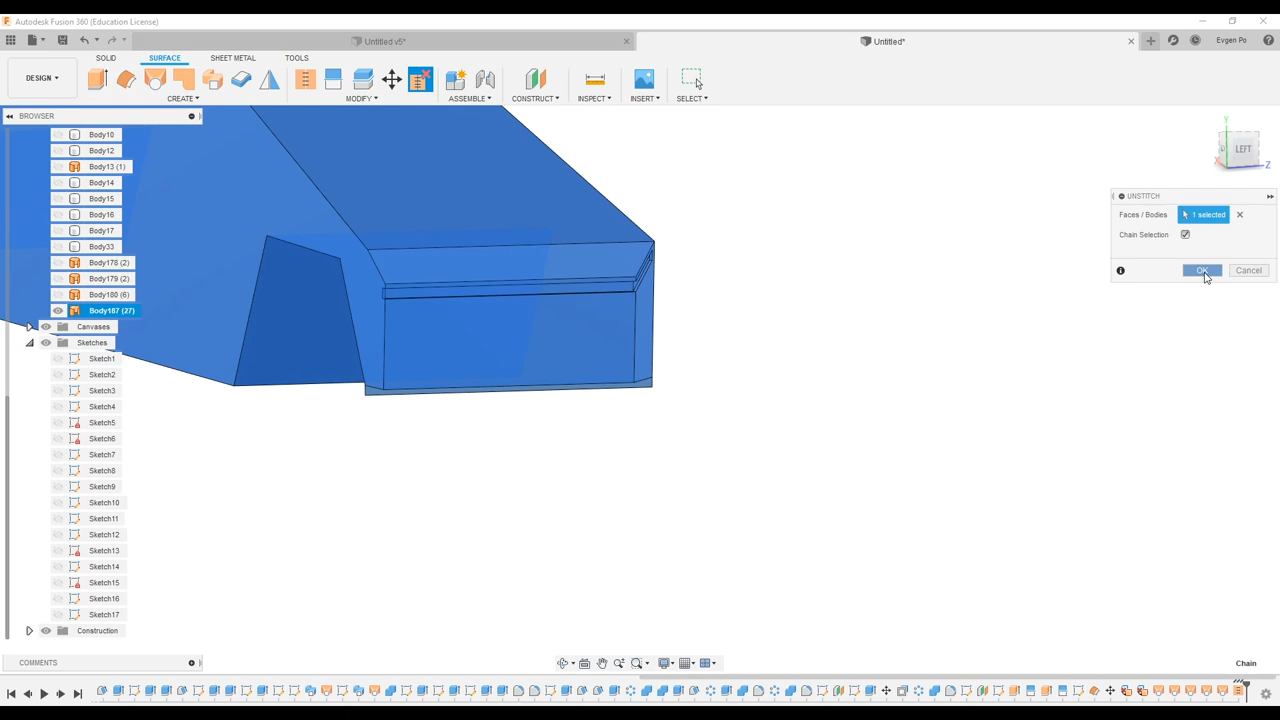 Autodesk Fusion 360 (Education License)
Untitled v5*
Untitled*
Evgen Po
DESIGN
SOLID SURFACE SHEET METAL TOOLS
CREATE MODIFY ASSEMBLE CONSTRUCT INSPECT INSERT SELECT
BROWSER
Body10
Body12
Body13 (1)
Body14
Body15
Body16
Body17
Body33
Body178 (2)
Body179 (2)
Body180 (6)
Body187 (27)
Canvases
Sketches
Sketch1
Sketch2
Sketch3
Sketch4
Sketch5
Sketch6
Sketch7
Sketch8
Sketch9
Sketch10
Sketch11
Sketch12
Sketch13
Sketch14
Sketch15
Sketch16
Sketch17
Construction
Y
LEFT
X
Z
UNSTITCH
Faces / Bodies 1 selected
Chain Selection
OK Cancel
COMMENTS
Chain